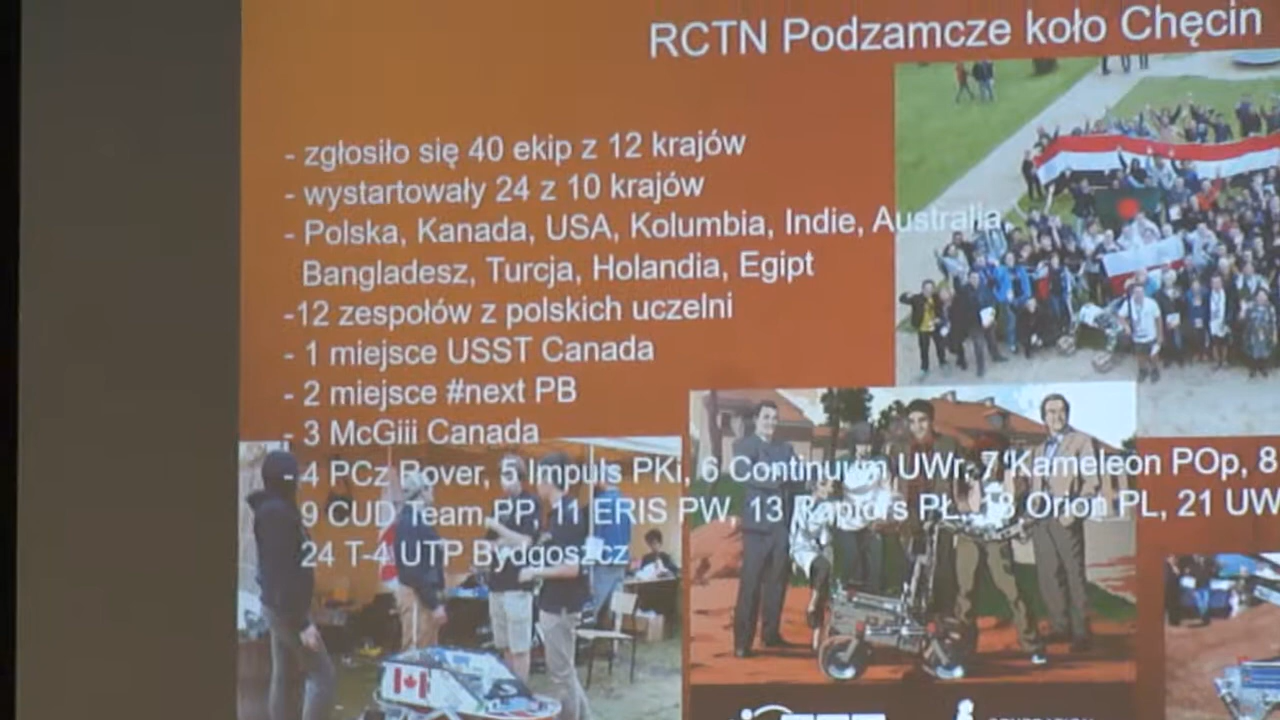 RCTN Podzamcze koło Chęcin
- zgłosiło się 40 ekip z 12 krajów
- wystartowały 24 z 10 krajów
- Polska, Kanada, USA, Kolumbia, Indie, Australia,
Bangladesz, Turcja, Holandia, Egipt
-12 zespołów z polskich uczelni
- 1 miejsce USST Canada
- 2 miejsce #next PB
- 3 McGiii Canada
- 4 PCz Rover, 5 Impuls PKi, 6 Continuum UWr, 7 Kameleon POp, 8
9 CUD Team PP, 11 ERIS PW, 13 Raptors PŁ, 18 Orion PL, 21 UW
24 T-4 UTP Bydgoszcz